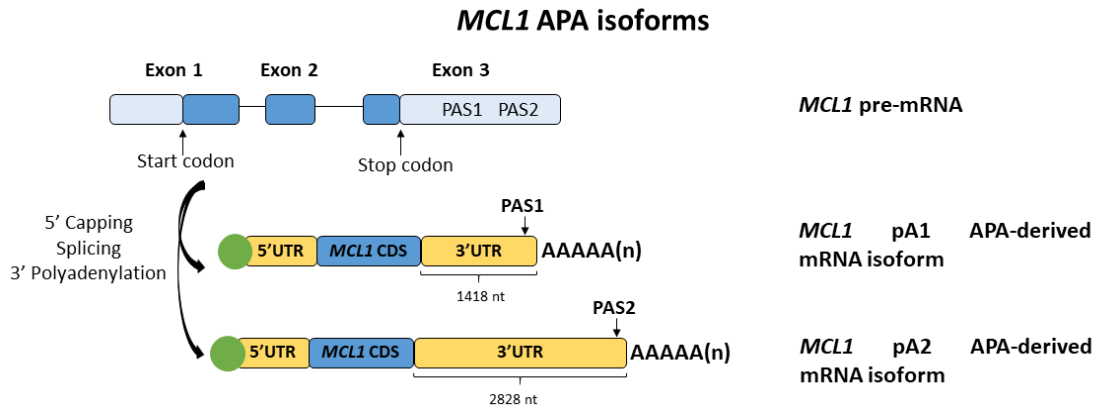 MCL1 APA isoforms
Exon 1 Exon 2 Exon 3
PAS1 PAS2
MCL1 pre-mRNA
Start codon
Stop codon
5’ Capping
Splicing
3’ Polyadenylation
PAS1
5’UTR MCL1 CDS 3’UTR AAAAA(n)
1418 nt
MCL1 pA1 APA-derived
mRNA isoform
PAS2
5’UTR MCL1 CDS 3’UTR AAAAA(n)
2828 nt
MCL1 pA2 APA-derived
mRNA isoform